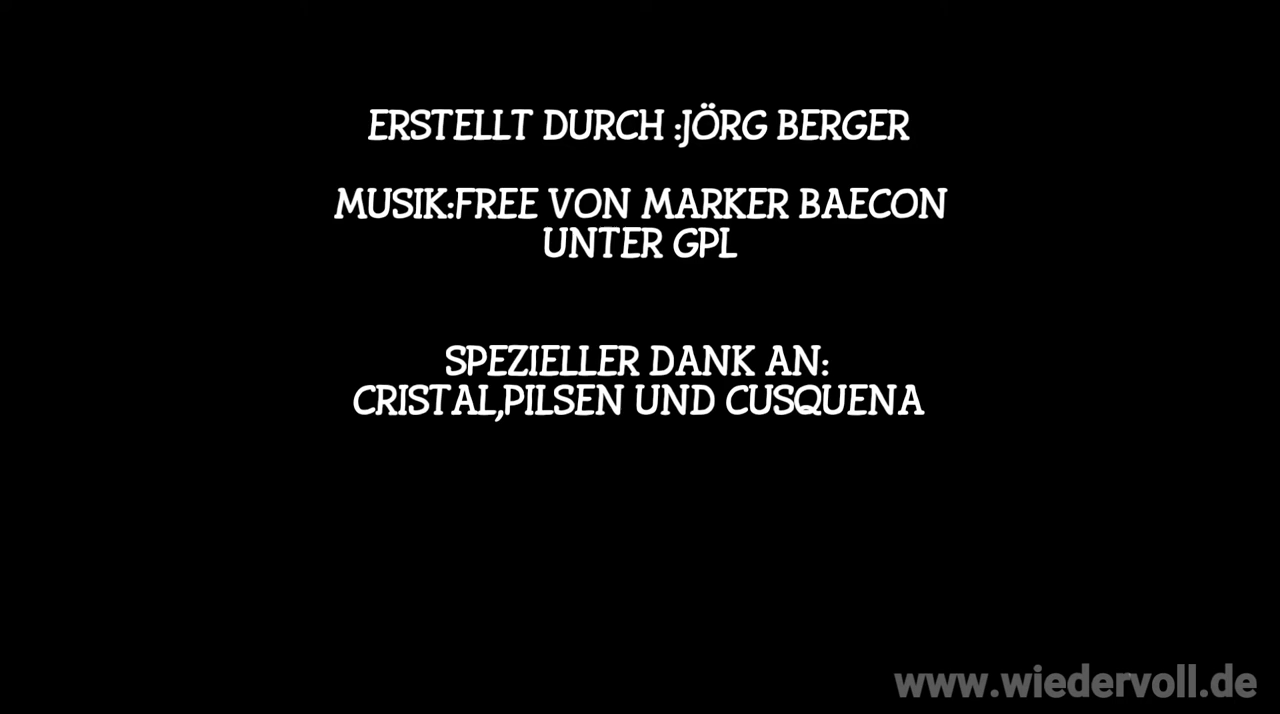 ERSTELLT DURCH :JÖRG BERGER
MUSIK:FREE VON MARKER BAECON
UNTER GPL
SPEZIELLER DANK AN:
CRISTAL,PILSEN UND CUSQUENA
www.wiedervoll.de